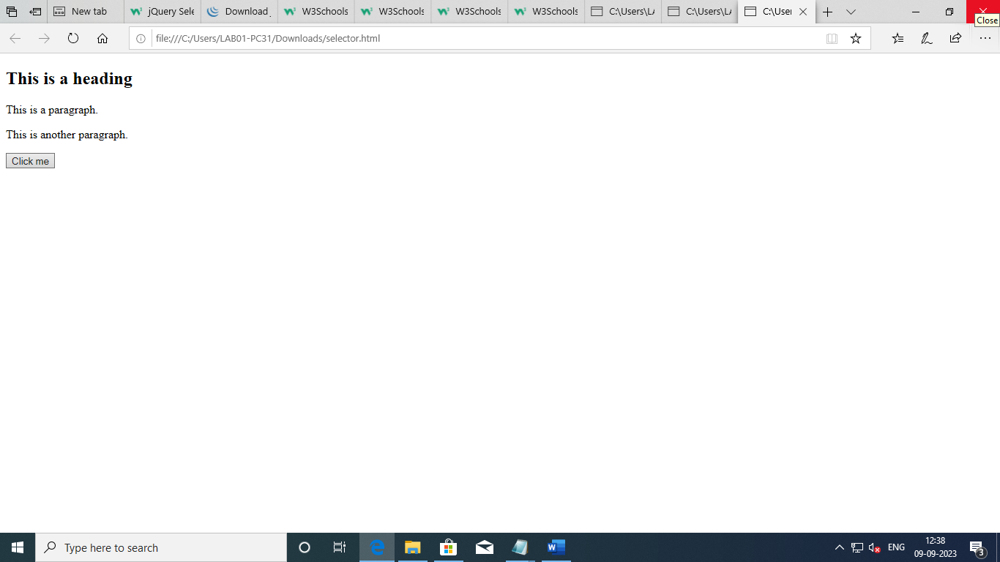 New tab
jQuery Sele
Download
W3Schools
W3Schools
W3Schools
W3Schools
C:\Users\LA
C:\Users\LA
C:\User
Close
file:///C:/Users/LAB01-PC31/Downloads/selector.html
This is a heading
This is a paragraph.
This is another paragraph.
Click me
Type here to search
ENG
12:38
09-09-2023
3